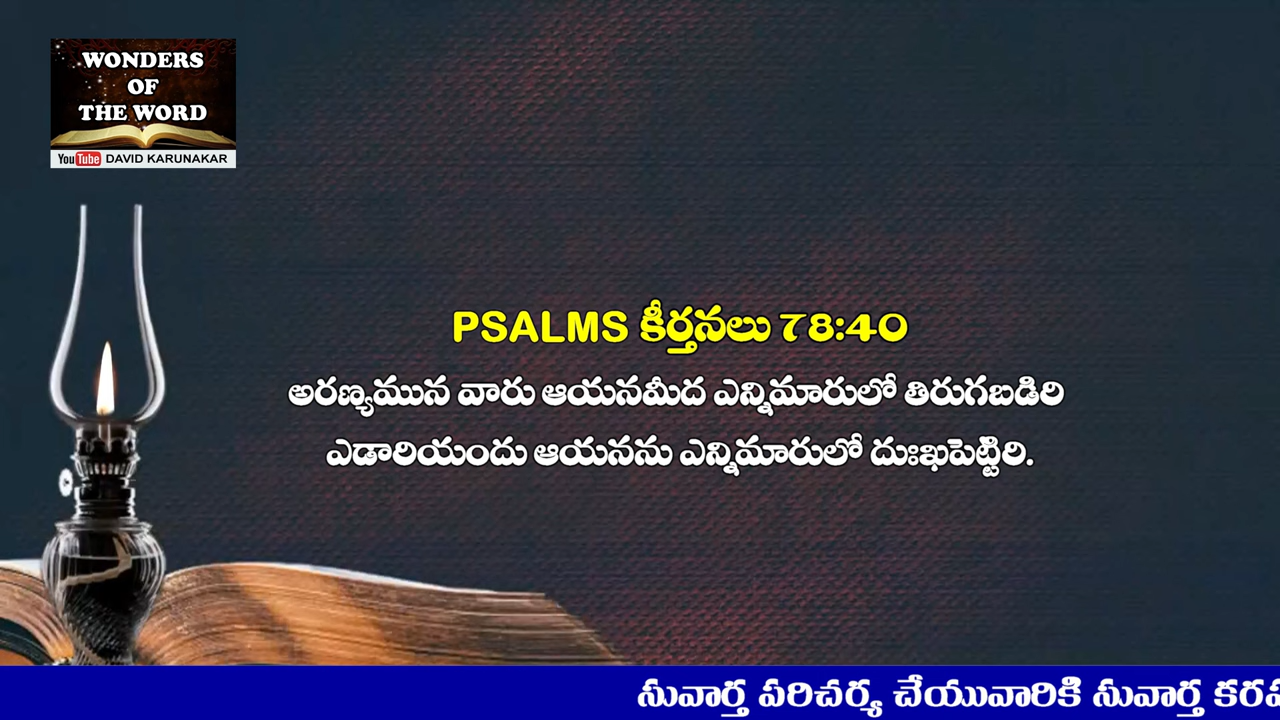 WONDERS
OF
THE WORD
YouTube DAVID KARUNAKAR
PSALMS కీర్తనలు 78:40
అరణ్యమున వారు ఆయనమీద ఎన్నిమారులో తిరుగబడిరి
ఎడారియందు ఆయనను ఎన్నిమారులో దుఃఖపెట్టిరి.
సువార్త పరిచర్య చేయువారికి సువార్త